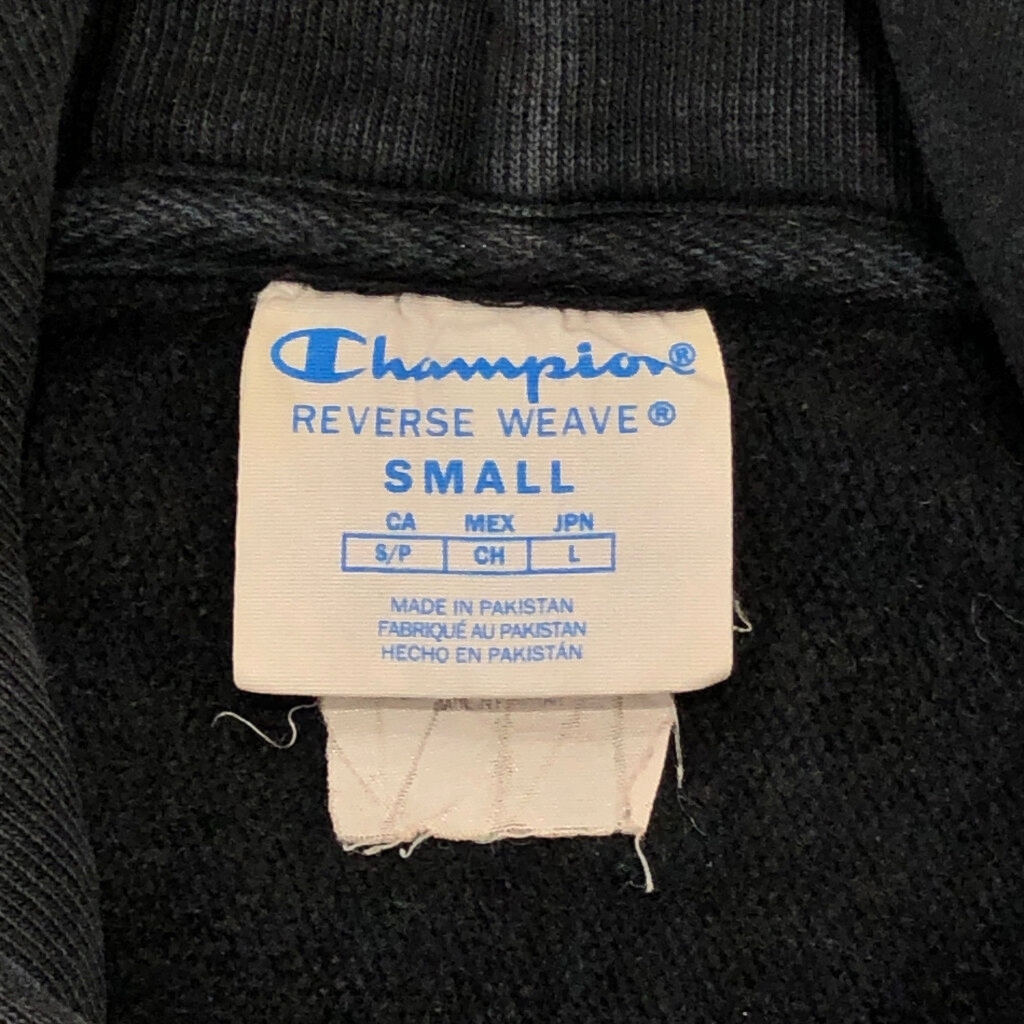 Champion®
REVERSE WEAVE®
SMALL
CA MEX JPN
S/P CH L
MADE IN PAKISTAN
FABRIQUÉ AU PAKISTAN
HECHO EN PAKISTÁN